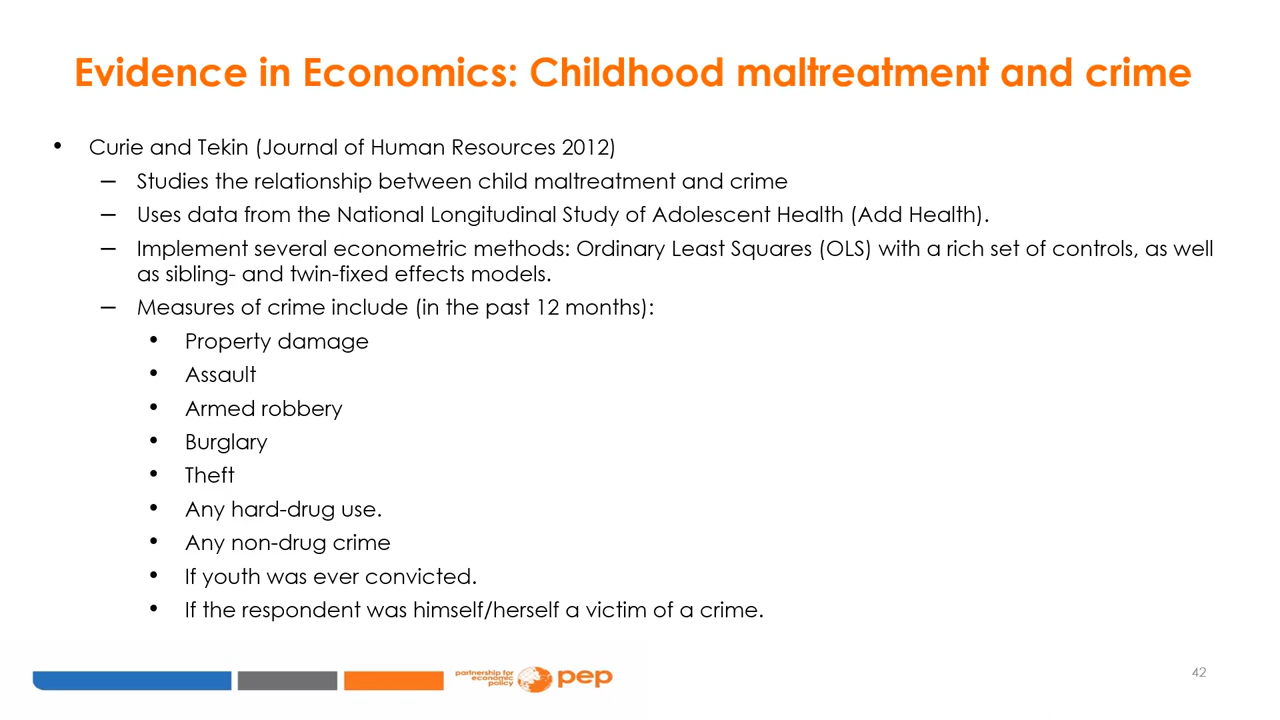 Evidence in Economics: Childhood maltreatment and crime
• Curie and Tekin (Journal of Human Resources 2012)
– Studies the relationship between child maltreatment and crime
– Uses data from the National Longitudinal Study of Adolescent Health (Add Health).
– Implement several econometric methods: Ordinary Least Squares (OLS) with a rich set of controls, as well
as sibling- and twin-fixed effects models.
– Measures of crime include (in the past 12 months):
• Property damage
• Assault
• Armed robbery
• Burglary
• Theft
• Any hard-drug use.
• Any non-drug crime
• If youth was ever convicted.
• If the respondent was himself/herself a victim of a crime.
partnership for
economic
policy
pep
42